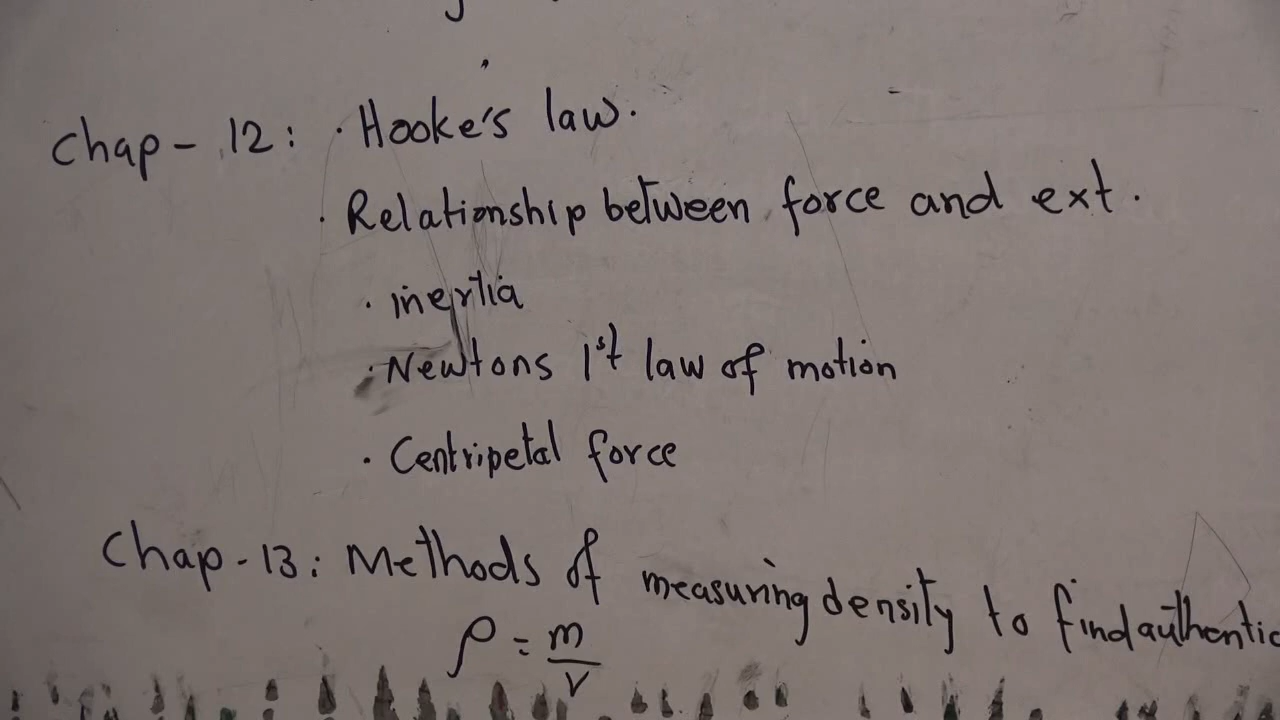 Chap - 12: · Hooke's law.
· Relationship between force and ext.
· inertia
· Newtons 1st law of motion
· Centripetal force
Chap - 13: Methods of measuring density to find authentic
ρ = m/v